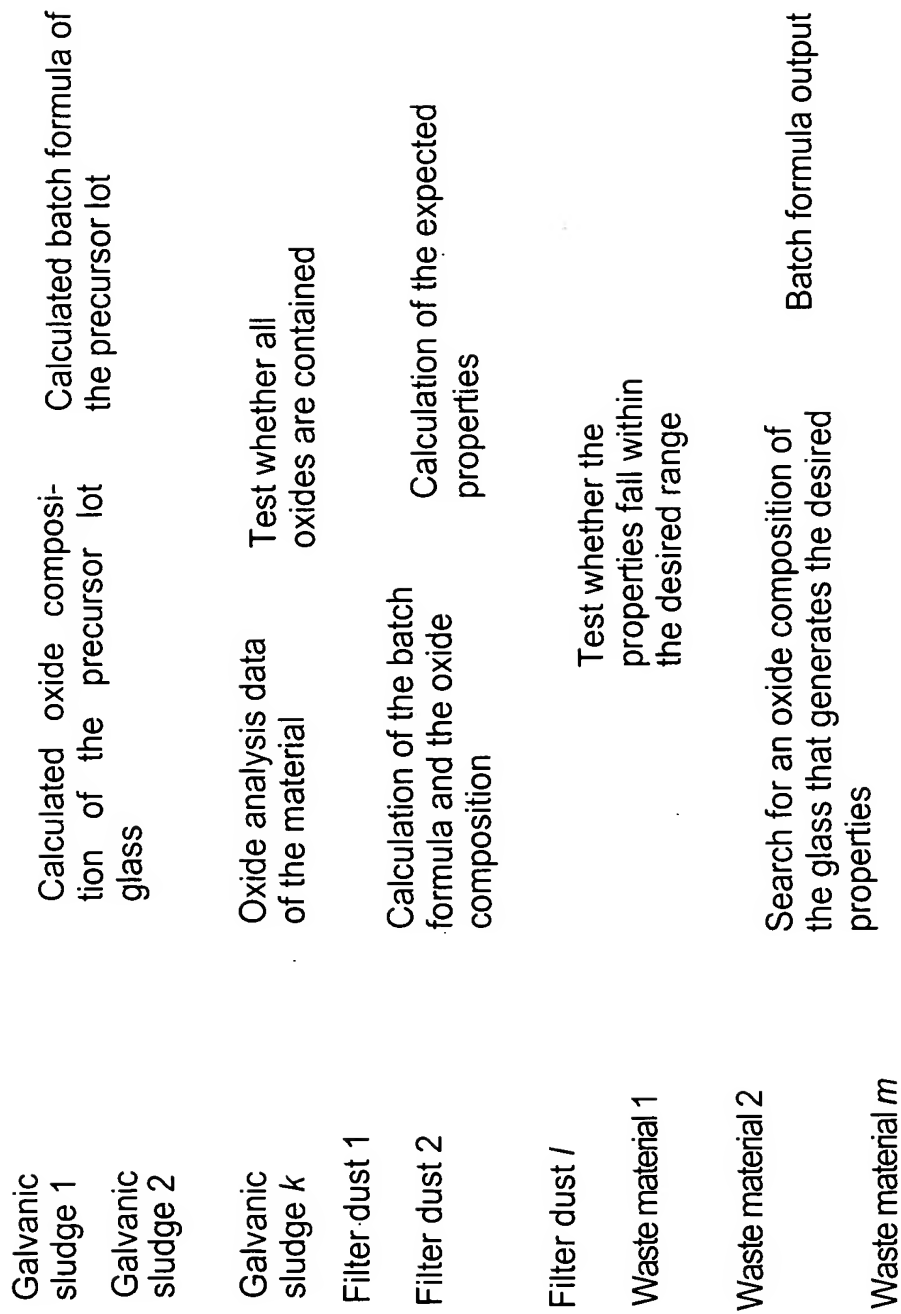 Galvanic
sludge 1
Galvanic
sludge 2
Galvanic
sludge k
Filter dust 1
Filter dust 2
Filter dust l
Waste material 1
Waste material 2
Waste material m
Calculated oxide composi-
tion of the precursor lot
glass
Oxide analysis data
of the material
Calculation of the batch
formula and the oxide
composition
Search for an oxide composition of
the glass that generates the desired
properties
Test whether the
properties fall within
the desired range
Test whether all
oxides are contained
Calculation of the expected
properties
Calculated batch formula of
the precursor lot
Batch formula output